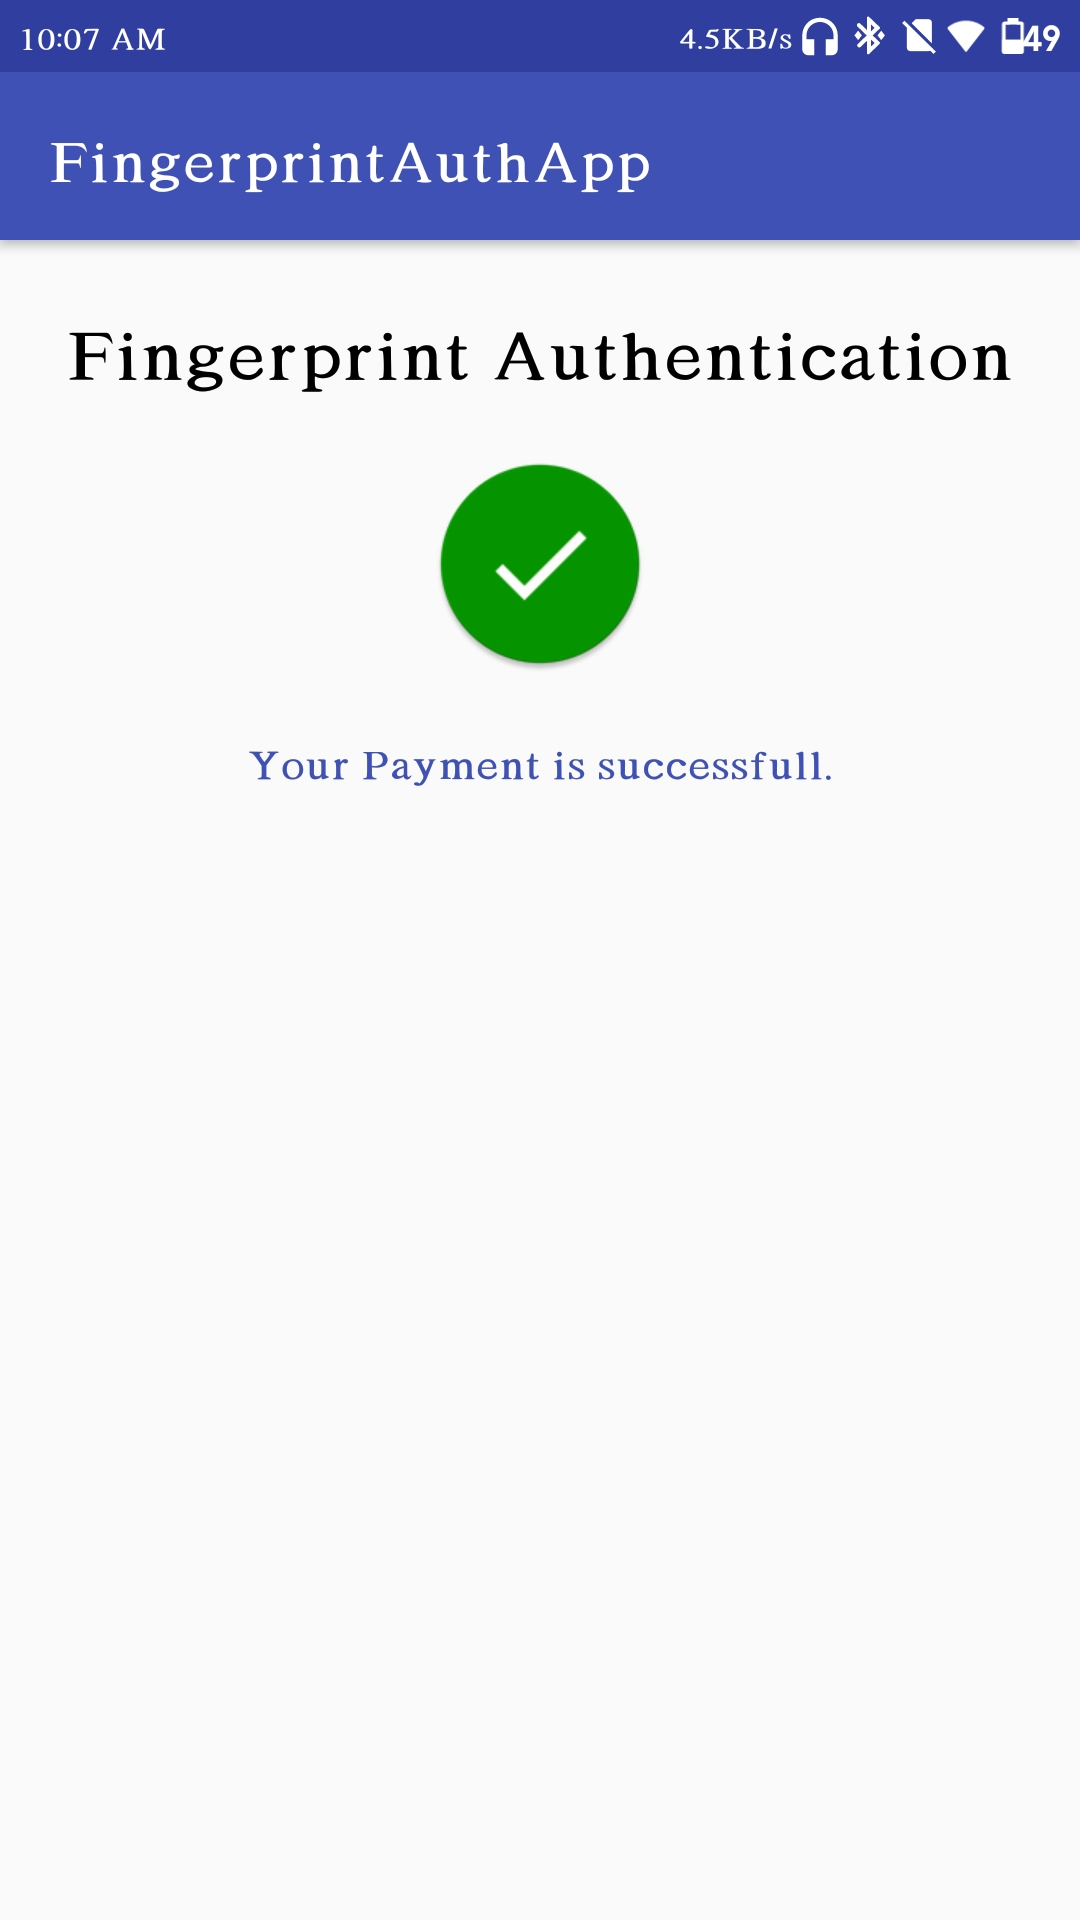 10:07 AM 4.5KB/s 49
FingerprintAuthApp
Fingerprint Authentication
Your Payment is successfull.